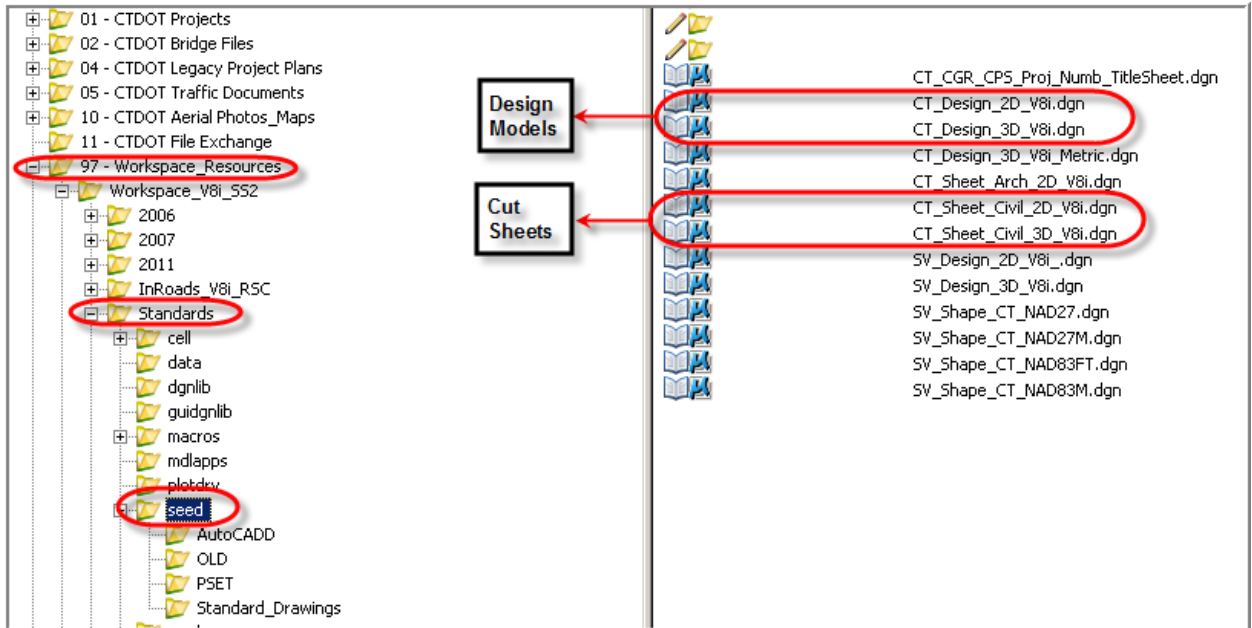 01 - CTDOT Projects
02 - CTDOT Bridge Files
04 - CTDOT Legacy Project Plans
05 - CTDOT Traffic Documents
10 - CTDOT Aerial Photos_Maps
11 - CTDOT File Exchange
97 - Workspace_Resources
Workspace_V8i_SS2
2006
2007
2011
InRoads_V8i_RSC
Standards
cell
data
dgnlib
guidgnlib
macros
mdlapps
plotdrv
seed
AutoCADD
OLD
PSET
Standard_Drawings
Design
Models
Cut
Sheets
CT_CGR_CPS_Proj_Numb_TitleSheet.dgn
CT_Design_2D_V8i.dgn
CT_Design_3D_V8i.dgn
CT_Design_3D_V8i_Metric.dgn
CT_Sheet_Arch_2D_V8i.dgn
CT_Sheet_Civil_2D_V8i.dgn
CT_Sheet_Civil_3D_V8i.dgn
SV_Design_2D_V8i_.dgn
SV_Design_3D_V8i.dgn
SV_Shape_CT_NAD27.dgn
SV_Shape_CT_NAD27M.dgn
SV_Shape_CT_NAD83FT.dgn
SV_Shape_CT_NAD83M.dgn